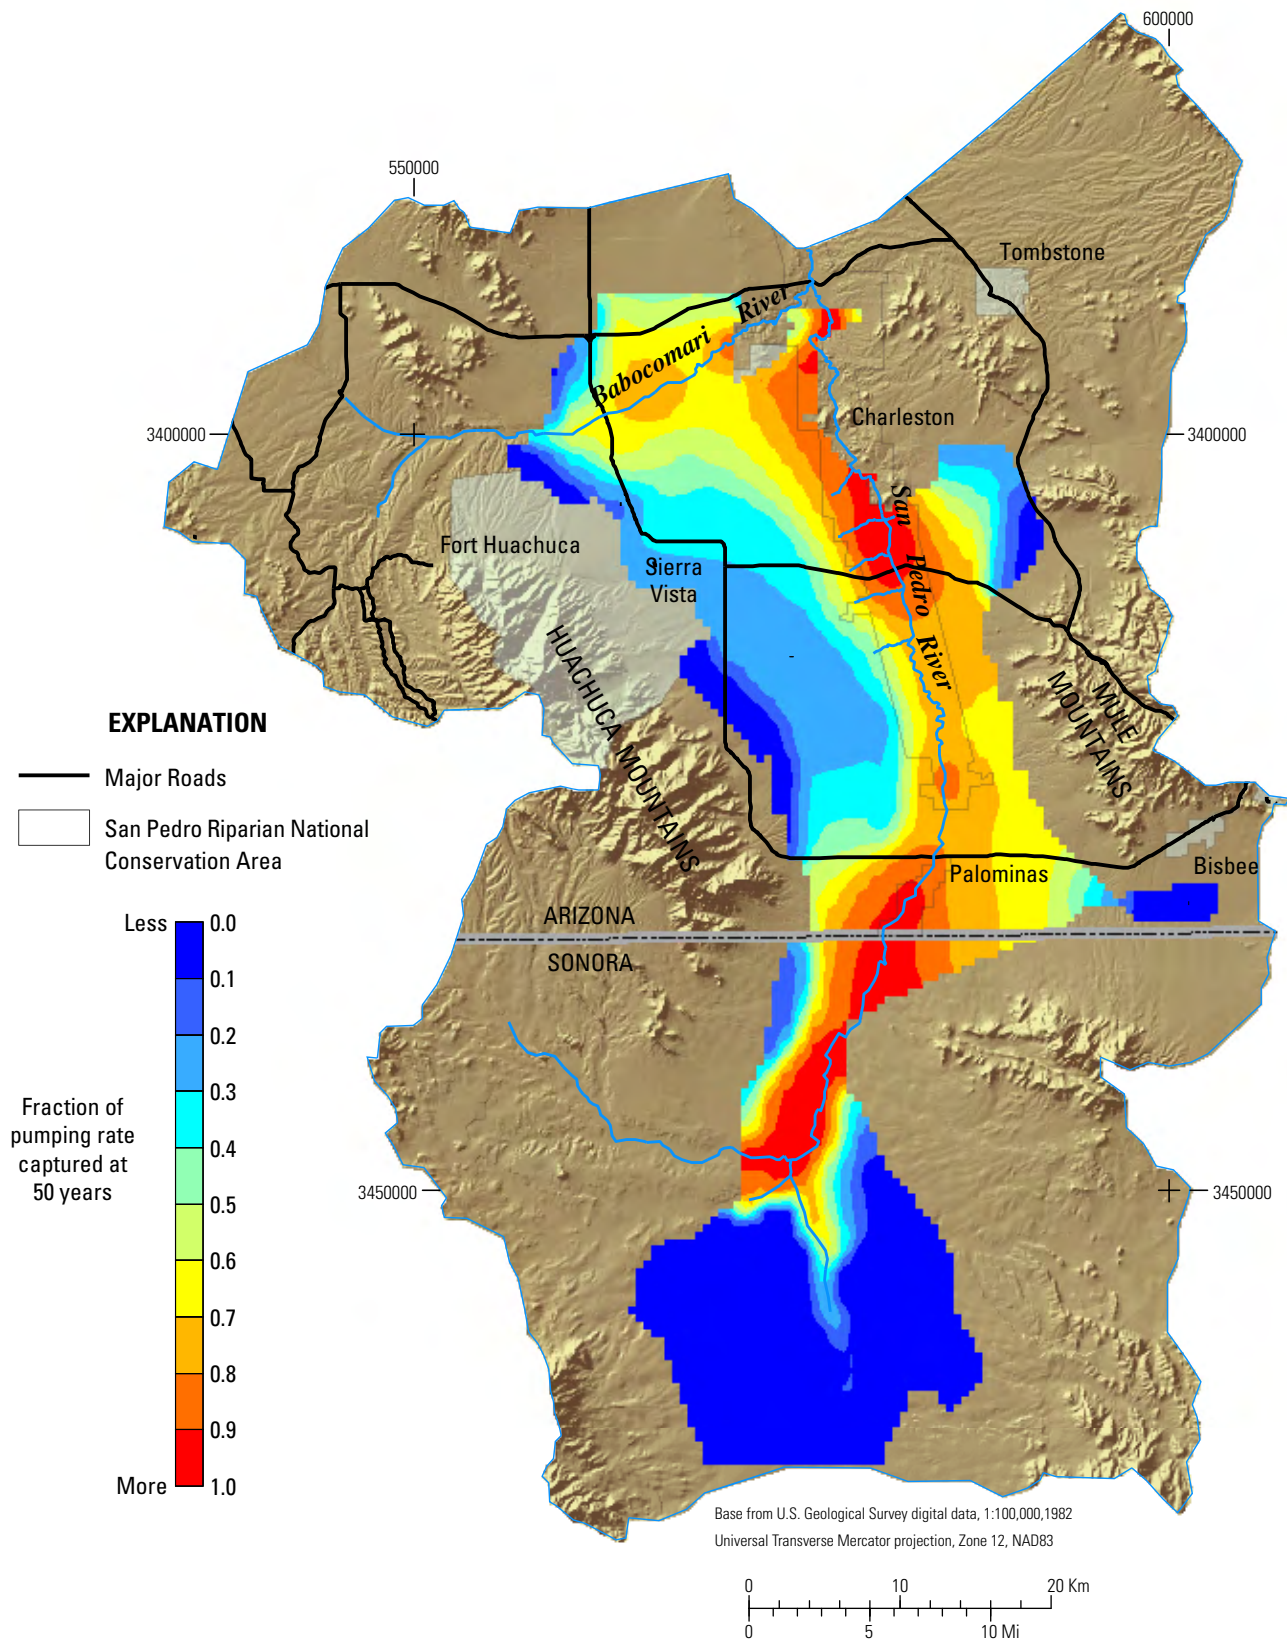 600000
550000
Tombstone
Babocomari River
Charleston
3400000
3400000
San Pedro River
Fort Huachuca
Sierra
Vista
HUACHUCA MOUNTAINS
MULE
MOUNTAINS
EXPLANATION
Major Roads
San Pedro Riparian National
Conservation Area
Palominas
Bisbee
ARIZONA
SONORA
Less
0.0
0.1
0.2
0.3
0.4
0.5
0.6
0.7
0.8
0.9
1.0
More
Fraction of
pumping rate
captured at
50 years
3450000
3450000
Base from U.S. Geological Survey digital data, 1:100,000,1982
Universal Transverse Mercator projection, Zone 12, NAD83
0 10 20 Km
0 5 10 Mi